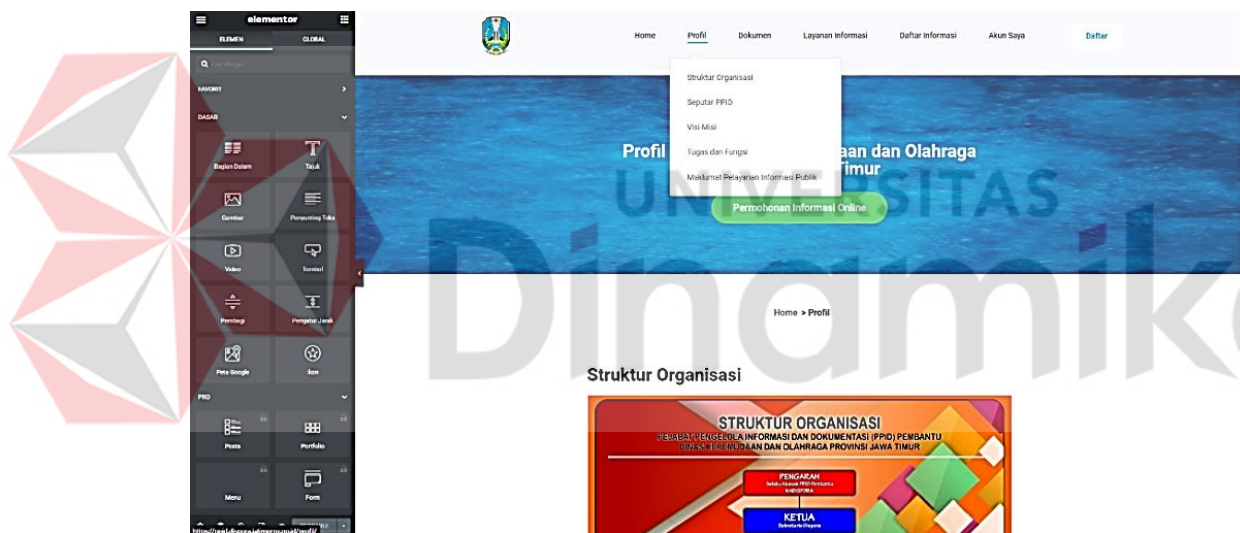 elementor
ELEMEN GLOBAL
FAVORIT
DASAR
Bagian Dalam Tajuk
Gambar Penyunting Teks
Video Tombol
Pembagi Pengatur Jarak
Peta Google Ikon
PRO
Posts Portfolio
Menu Form
Home Profil Dokumen Layanan Informasi Daftar Informasi Akun Saya Daftar
Struktur Organisasi
Seputar PPID
Visi Misi
Tugas dan Fungsi
Maklumat Pelayanan Informasi Publik
Profil aan dan Olahraga
Timur
Permohonan Informasi Online
UNIVERSITAS
Dinamika
Home > Profil
Struktur Organisasi
STRUKTUR ORGANISASI
PEJABAT PENGELOLA INFORMASI DAN DOKUMENTASI (PPID) PEMBANTU
DINAS KEPEMUDAAN DAN OLAHRAGA PROVINSI JAWA TIMUR
PENGARAH
KETUA
Sekretaris Dispora